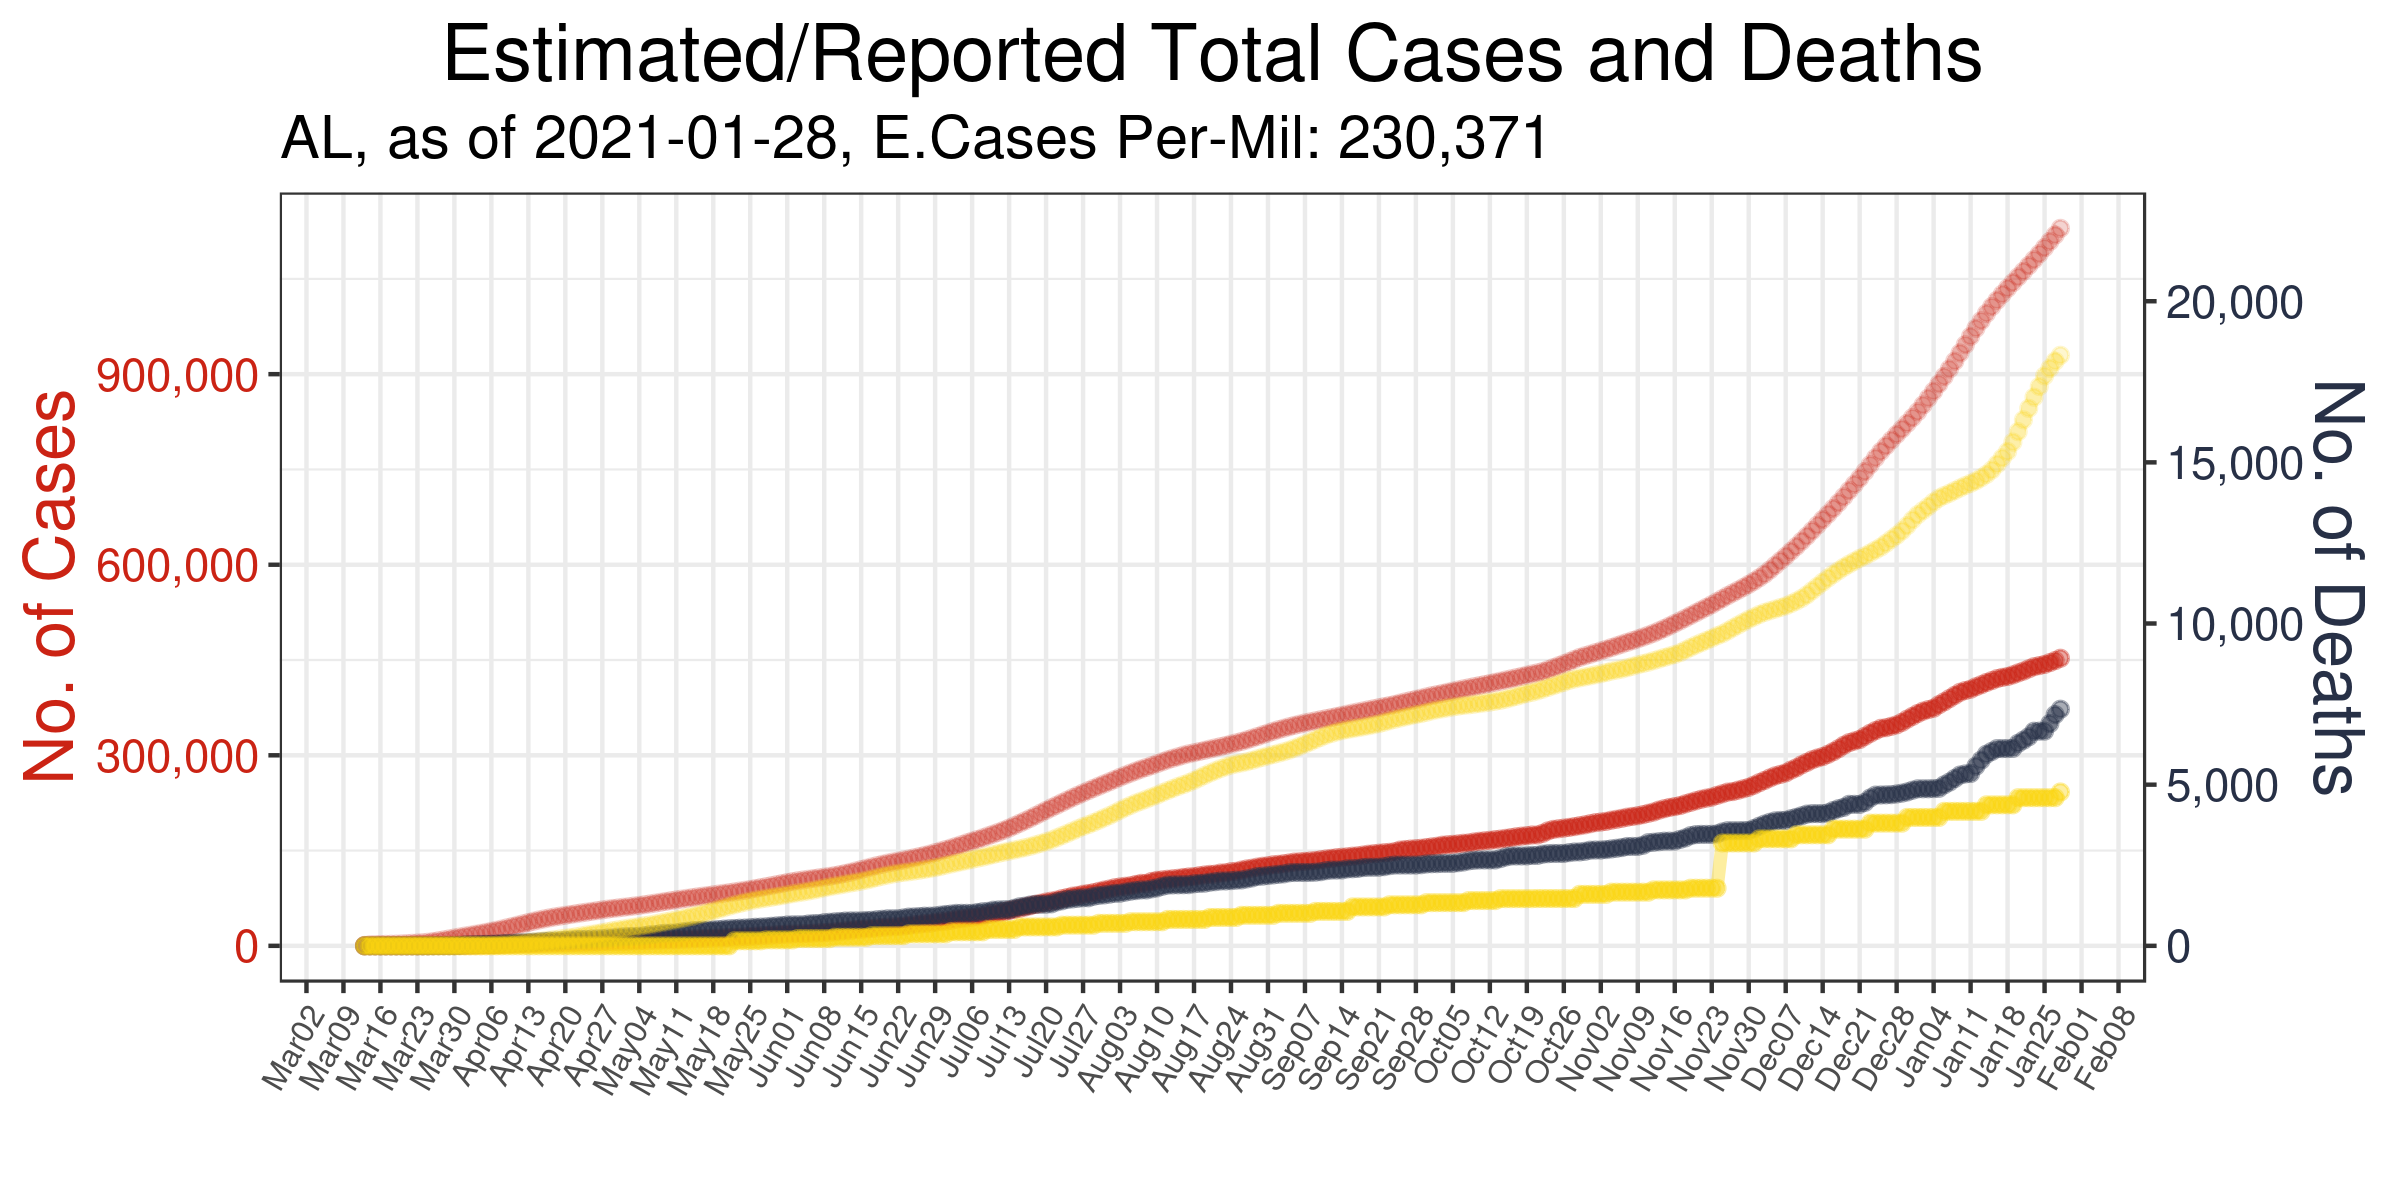 Estimated/Reported Total Cases and Deaths
AL, as of 2021-01-28, E.Cases Per-Mil: 230,371
No. of Cases
900,000
600,000
300,000
0
20,000
15,000
10,000
5,000
0
No. of Deaths
Mar02
Mar09
Mar16
Mar23
Mar30
Apr06
Apr13
Apr20
Apr27
May04
May11
May18
May25
Jun01
Jun08
Jun15
Jun22
Jun29
Jul06
Jul13
Jul20
Jul27
Aug03
Aug10
Aug17
Aug24
Aug31
Sep07
Sep14
Sep21
Sep28
Oct05
Oct12
Oct19
Oct26
Nov02
Nov09
Nov16
Nov23
Nov30
Dec07
Dec14
Dec21
Dec28
Jan04
Jan11
Jan18
Jan25
Feb01
Feb08